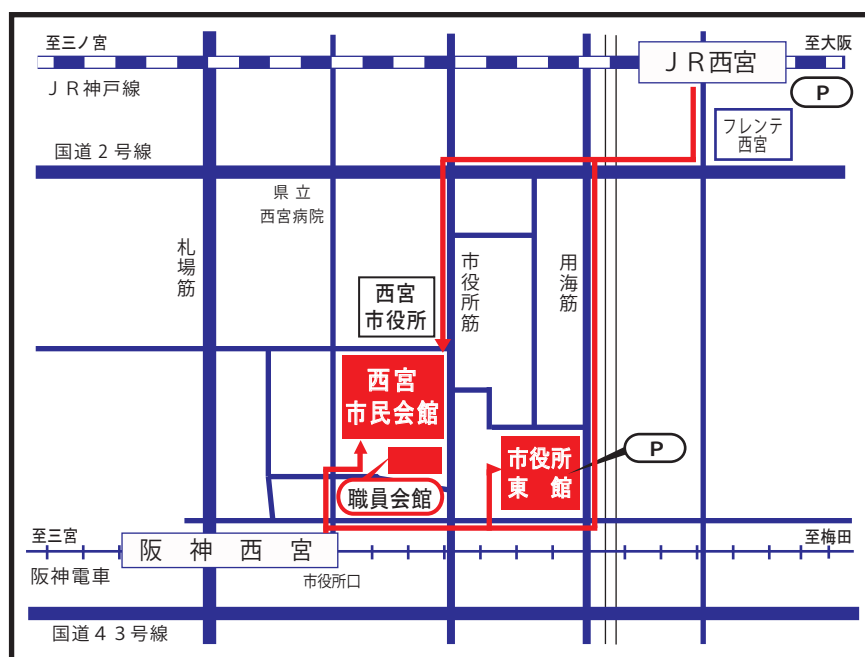 至三ノ宮
至大阪
ＪＲ西宮
ＪＲ神戸線
P
フレンテ
西宮
国道２号線
県立
西宮病院
札場筋
市役所筋
用海筋
西宮
市役所
西宮
市民会館
市役所
東館
P
職員会館
至三宮
至梅田
阪神西宮
阪神電車
市役所口
国道４３号線